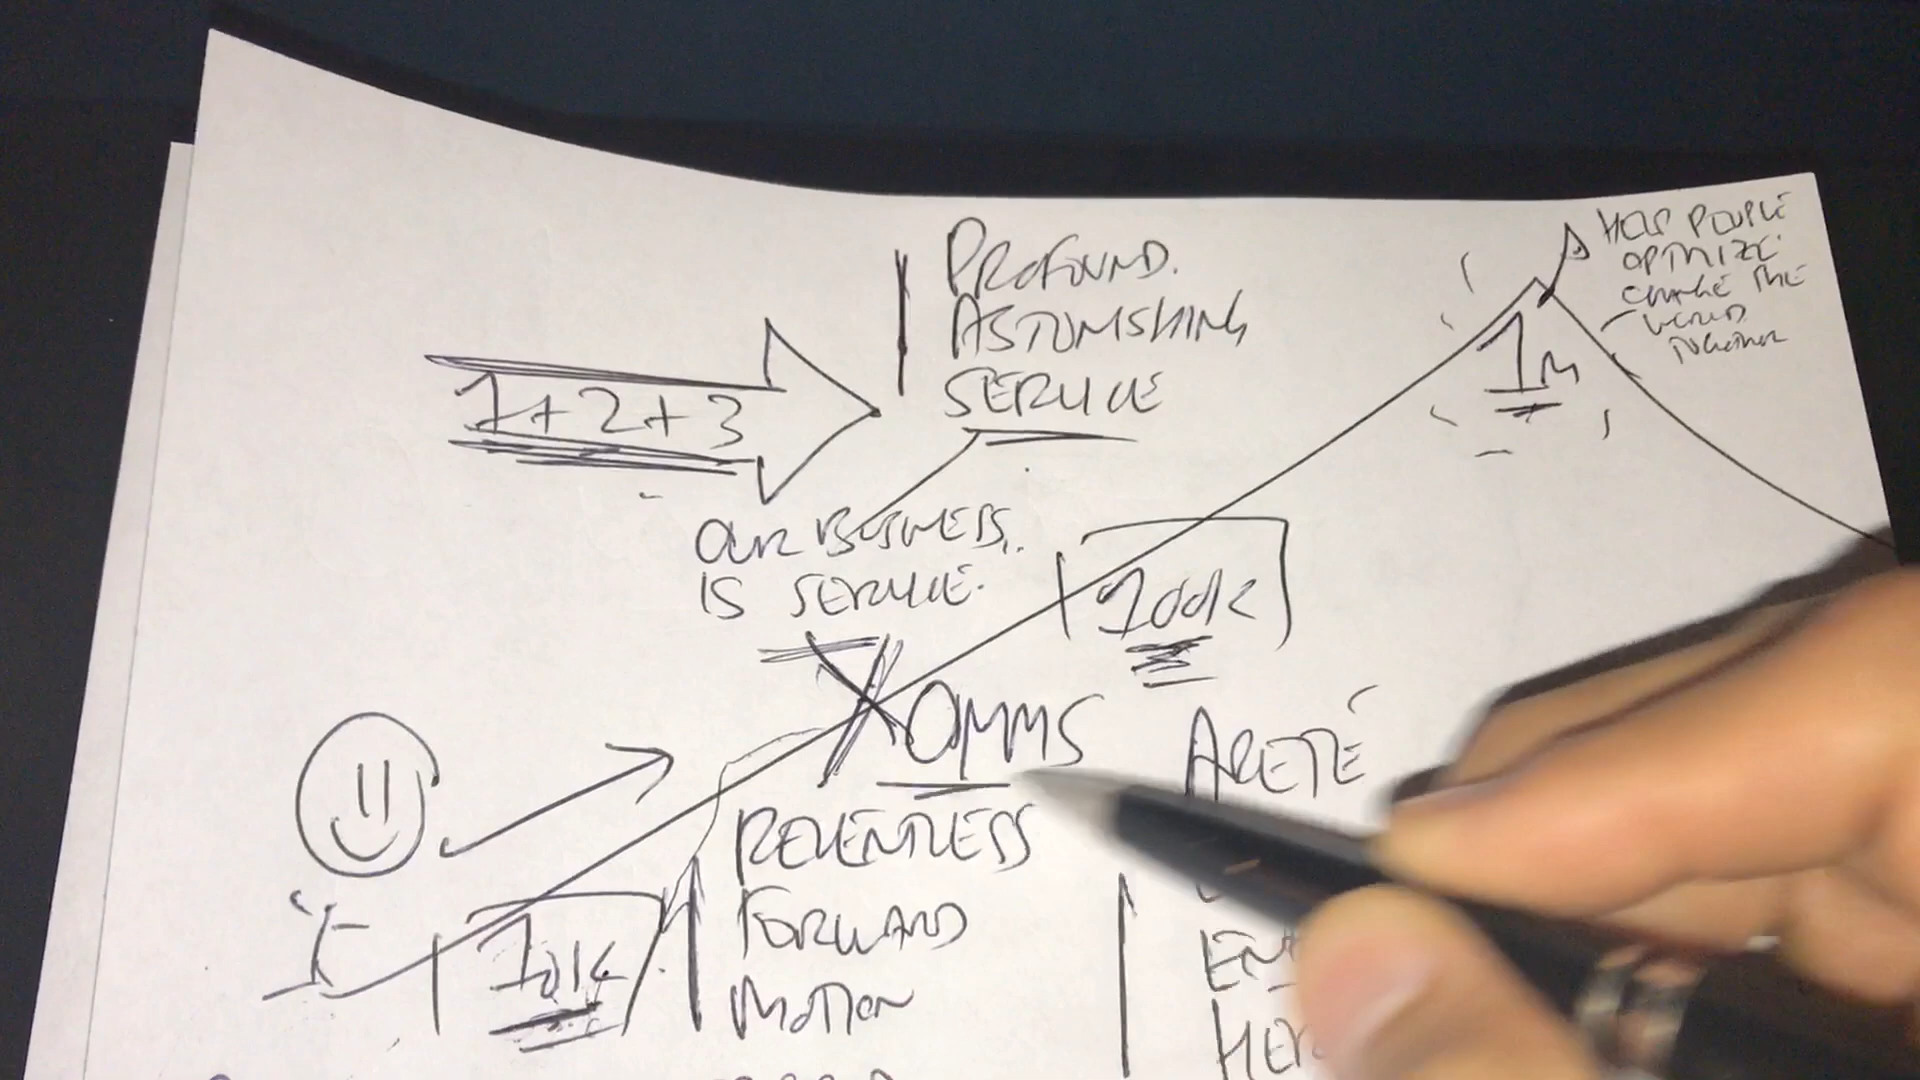 PROFOUND.
ASTONISHING
SERVICE
HELP PEOPLE
OPTIMIZE
CHANGE THE
WORLD
TOGETHER
1+2+3
1M
OUR BUSINESS
IS SERVICE.
100K
OMMS
ARETÉ
RELENTLESS
FORWARD
MOTION
10K